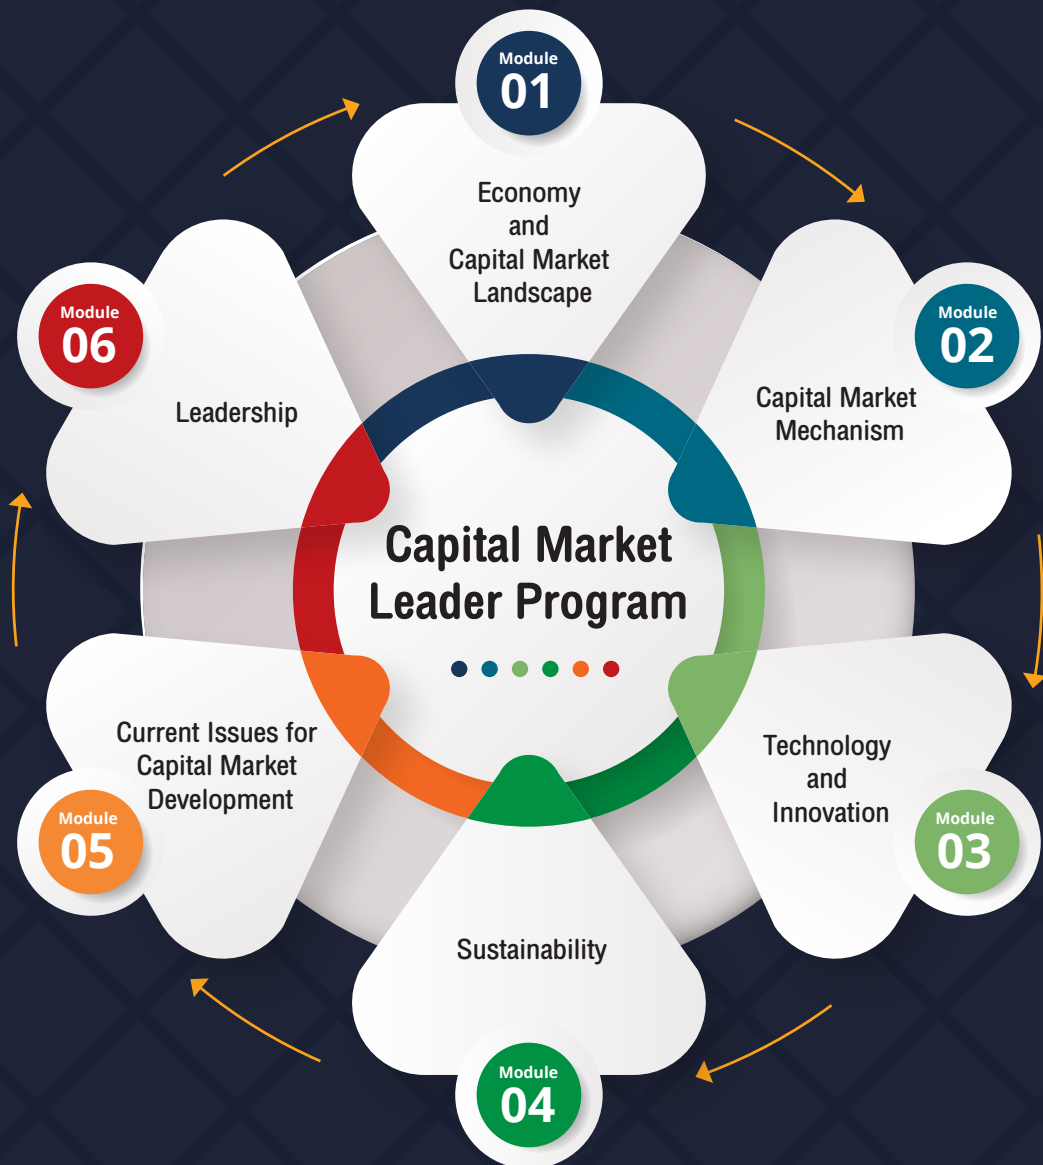 Module
01
Economy
and
Capital Market
Landscape
Module
02
Capital Market
Mechanism
Module
03
Technology
and
Innovation
Module
04
Sustainability
Module
05
Current Issues for
Capital Market
Development
Module
06
Leadership
Capital Market
Leader Program